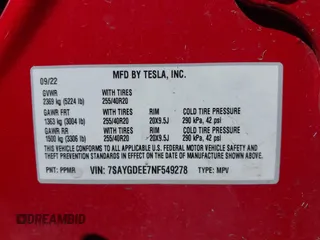 MFD BY TESLA, INC.
09/22
GVWR WITH TIRES
2369 kg (5224 lb) 255/40R20
GAWR FRT WITH TIRES RIM COLD TIRE PRESSURE
1363 kg (3004 lb) 255/40R20 20X9.5J 290 kPa, 42 psi
GAWR RR WITH TIRES RIM COLD TIRE PRESSURE
1500 kg (3306 lb) 255/40R20 20X9.5J 290 kPa, 42 psi
THIS VEHICLE CONFORMS TO ALL APPLICABLE U.S. FEDERAL MOTOR
VEHICLE SAFETY STANDARDS AND THEFT PREVENTION
STANDARDS IN EFFECT ON THE DATE OF MANUFACTURE
SHOWN ABOVE.
PNT: PPMR VIN: 7SAYGDEE7NF549278 TYPE: MPV
DREAMBID